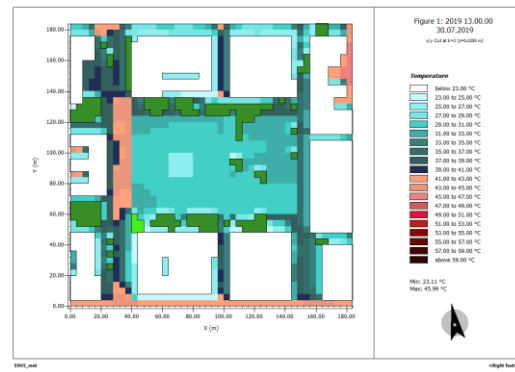 Figure 1: 2019 13.00.00
30.07.2019
x/y Cut at k=3 (z=0.6000 m)
Temperature
below 23.00 °C
23.00 to 25.00 °C
25.00 to 27.00 °C
27.00 to 29.00 °C
29.00 to 31.00 °C
31.00 to 33.00 °C
33.00 to 35.00 °C
35.00 to 37.00 °C
37.00 to 39.00 °C
39.00 to 41.00 °C
41.00 to 43.00 °C
43.00 to 45.00 °C
45.00 to 47.00 °C
47.00 to 49.00 °C
49.00 to 51.00 °C
51.00 to 53.00 °C
53.00 to 55.00 °C
55.00 to 57.00 °C
57.00 to 59.00 °C
above 59.00 °C
Min: 23.11 °C
Max: 45.99 °C
180.00
160.00
140.00
120.00
100.00
80.00
60.00
40.00
20.00
0.00
Y (m)
0.00 20.00 40.00 60.00 80.00 100.00 120.00 140.00 160.00 180.00
X (m)
N
ENVI_met
<Right foot